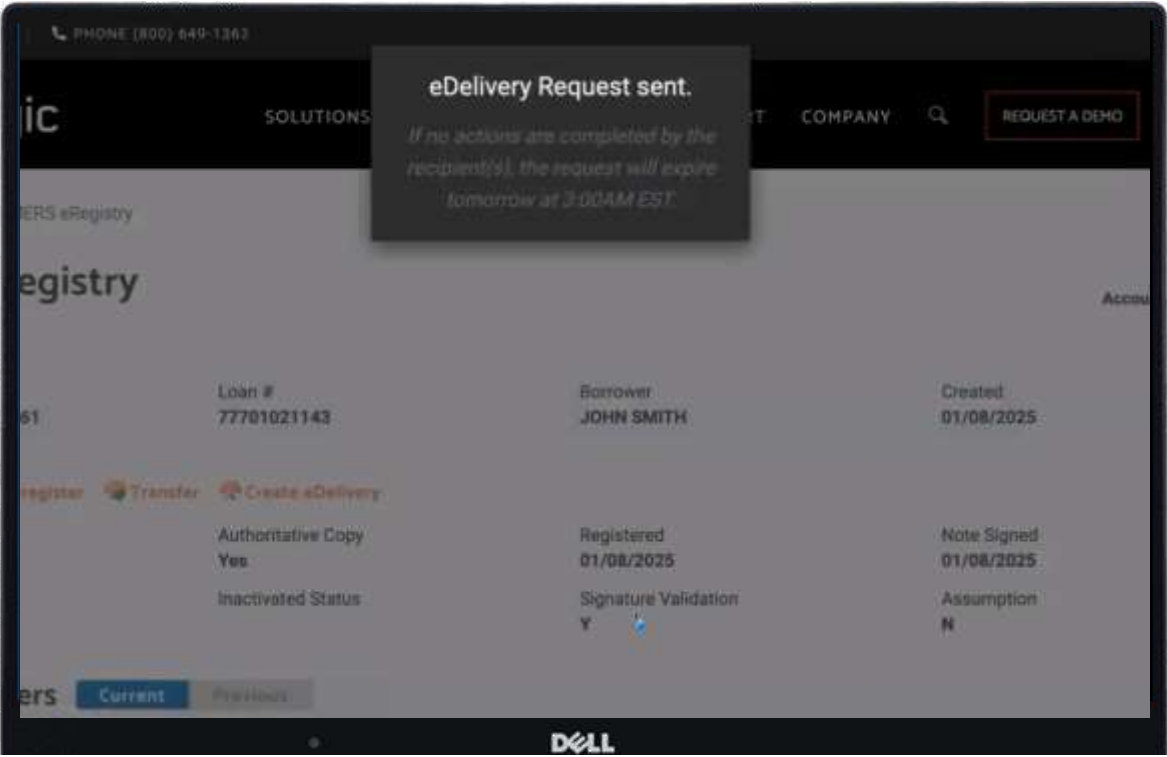 PHONE (800) 649-1363
eDelivery Request sent.
If no actions are completed by the
recipient(s), the request will expire
tomorrow at 3:00AM EST.
ic
SOLUTIONS
RT
COMPANY
REQUEST A DEMO
ERS eRegistry
egistry
Accou
Loan #
Borrower
Created
61
77701021143
JOHN SMITH
01/08/2025
register
Transfer
Create eDelivery
Authoritative Copy
Registered
Note Signed
Yes
01/08/2025
01/08/2025
Inactivated Status
Signature Validation
Assumption
Y
N
ers
Current
Previous
DELL